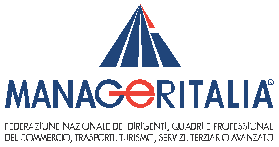 MANAGERITALIA®
FEDERAZIONE NAZIONALE DEI DIRIGENTI, QUADRI E PROFESSIONAL
DEL COMMERCIO, TRASPORTI, TURISMO, SERVIZI, TERZIARIO AVANZATO